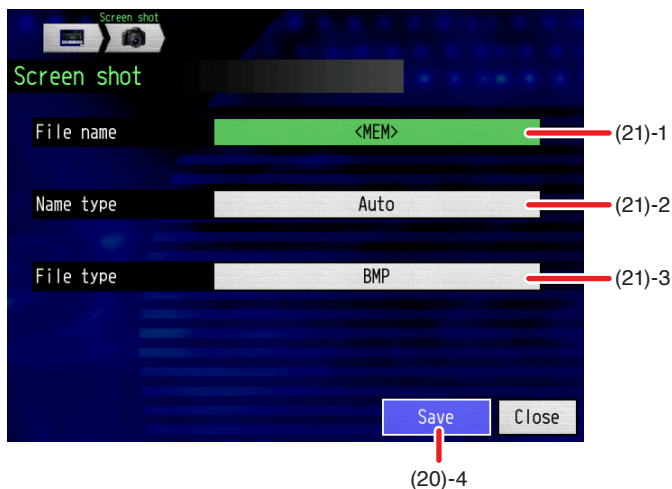 Screen shot
Screen shot
File name <MEM> (21)-1
Name type Auto (21)-2
File type BMP (21)-3
Save Close
(20)-4